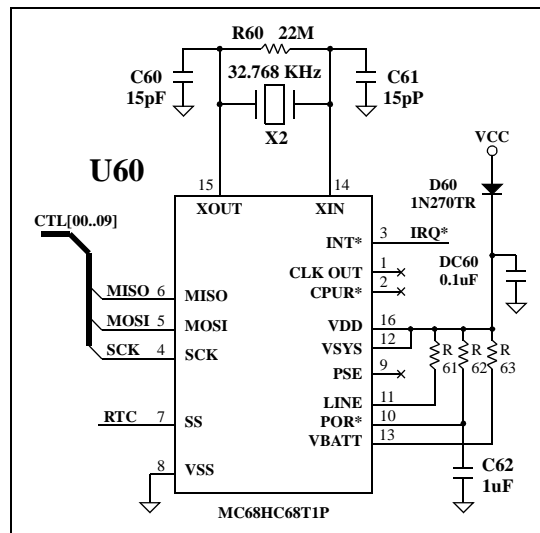 R60 22M
C60
15pF
32.768 KHz
C61
15pP
X2
VCC
U60
15
14
D60
1N270TR
XOUT
XIN
CTL[00..09]
INT*
3
IRQ*
CLK OUT
1
CPUR*
2
DC60
0.1uF
MISO
6
MISO
MOSI
5
MOSI
VDD
16
VSYS
12
SCK
4
SCK
PSE
9
R
61
R
62
R
63
LINE
11
RTC
7
SS
POR*
10
VBATT
13
8
VSS
C62
1uF
MC68HC68T1P